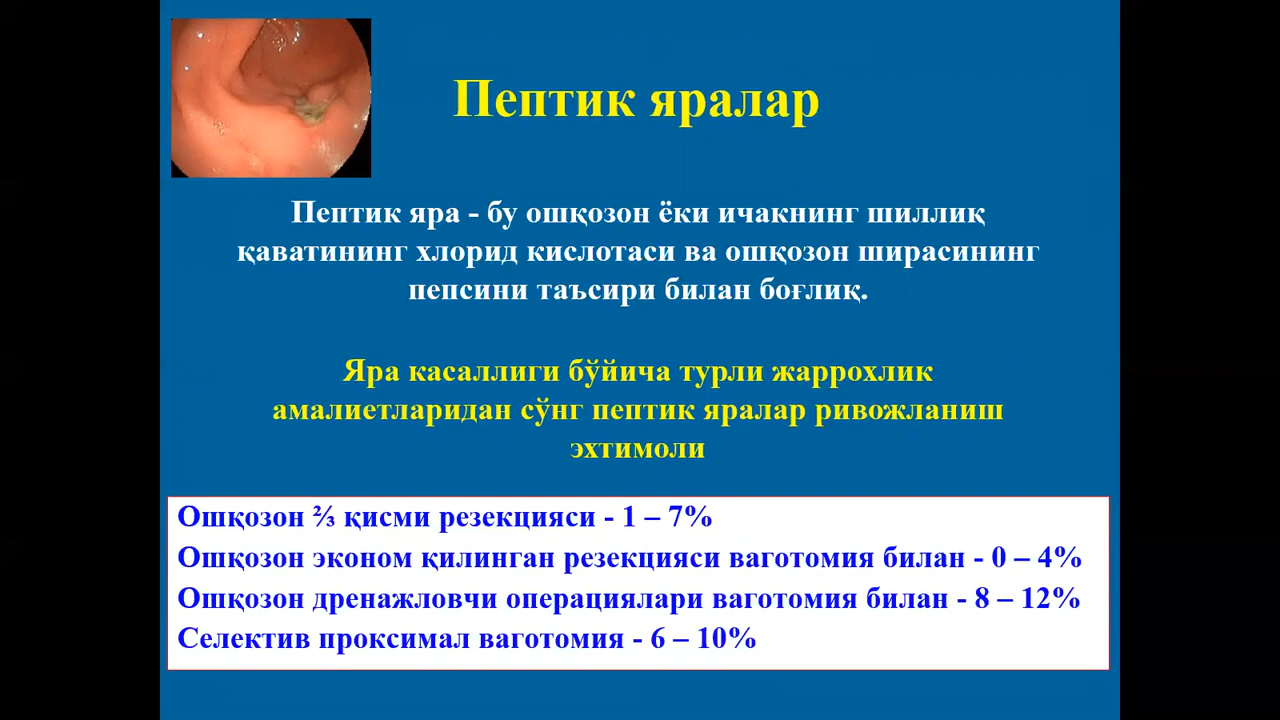 Пептик яралар
Пептик яра - бу ошқозон ёки ичакнинг шиллиқ
қаватининг хлорид кислотаси ва ошқозон ширасининг
пепсини таъсири билан боғлиқ.
Яра касаллиги бўйича турли жаррохлик
амалиетларидан сўнг пептик яралар ривожланиш
эхтимоли
Ошқозон ⅔ қисми резекцияси - 1 – 7%
Ошқозон эконом қилинган резекцияси ваготомия билан - 0 – 4%
Ошқозон дренажловчи операциялари ваготомия билан - 8 – 12%
Селектив проксимал ваготомия - 6 – 10%